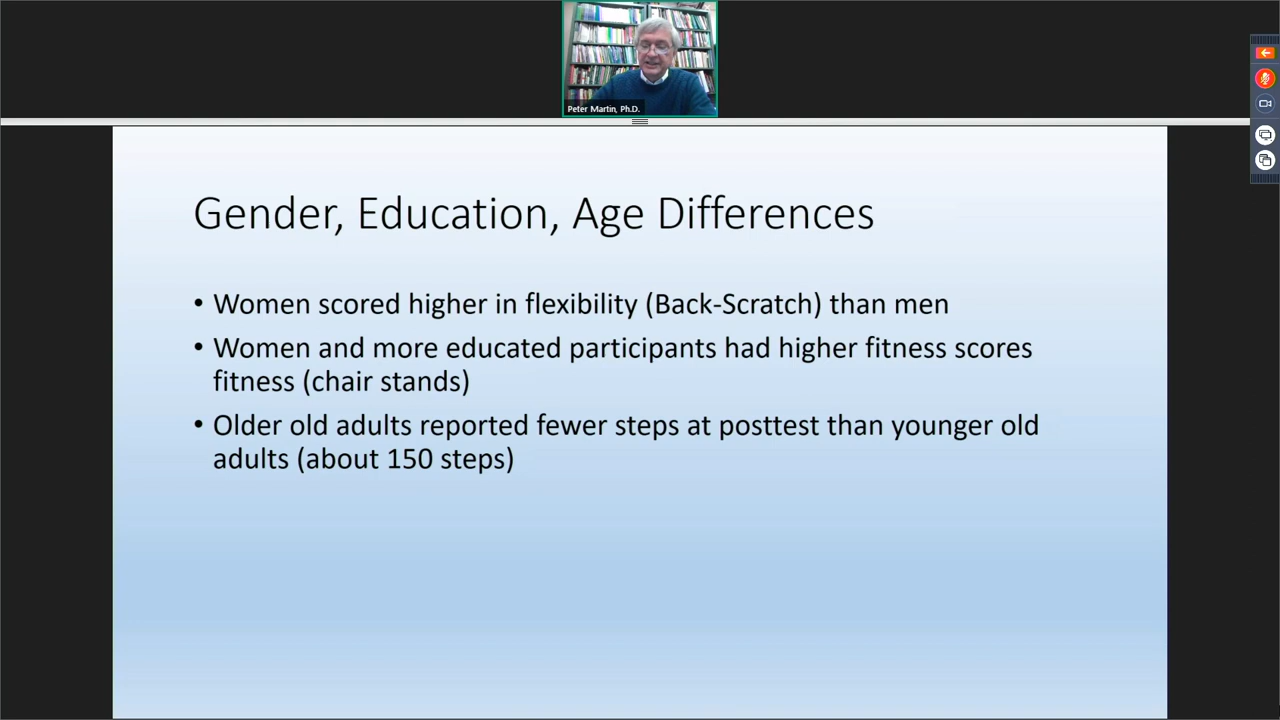 Peter Martin, Ph.D.
Gender, Education, Age Differences
• Women scored higher in flexibility (Back-Scratch) than men
• Women and more educated participants had higher fitness scores
fitness (chair stands)
• Older old adults reported fewer steps at posttest than younger old
adults (about 150 steps)